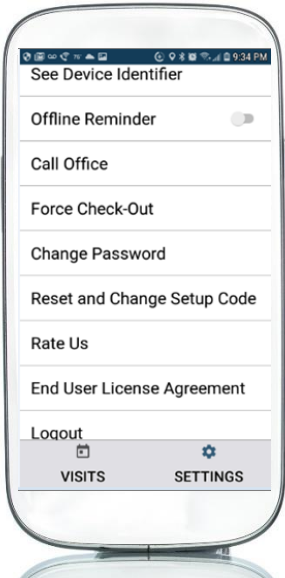 76° 9:34 PM
See Device Identifier
Offline Reminder
Call Office
Force Check-Out
Change Password
Reset and Change Setup Code
Rate Us
End User License Agreement
Logout
VISITS SETTINGS